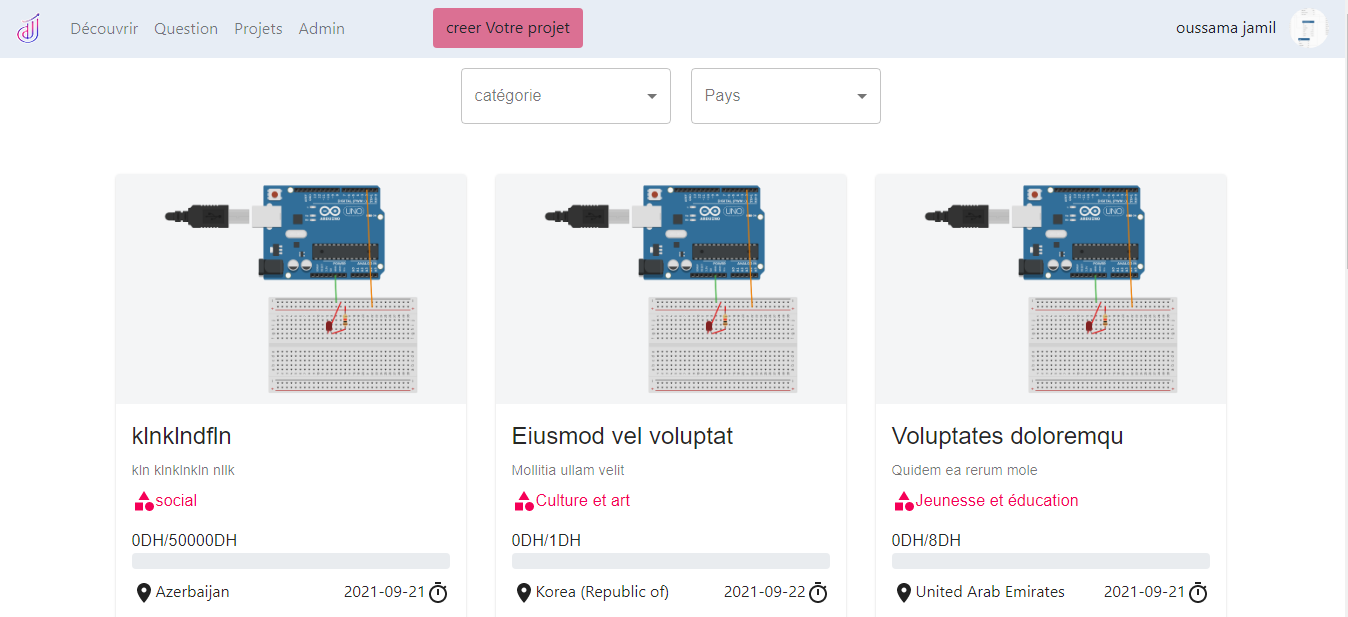 Découvrir Question Projets Admin creer Votre projet oussama jamil
catégorie Pays
UNO UNO UNO
klnklndfln Eiusmod vel voluptat Voluptates doloremqu
kln klnklnkln nllk Mollitia ullam velit Quidem ea rerum mole
social Culture et art Jeunesse et éducation
0DH/50000DH 0DH/1DH 0DH/8DH
Azerbaijan 2021-09-21 Korea (Republic of) 2021-09-22 United Arab Emirates 2021-09-21